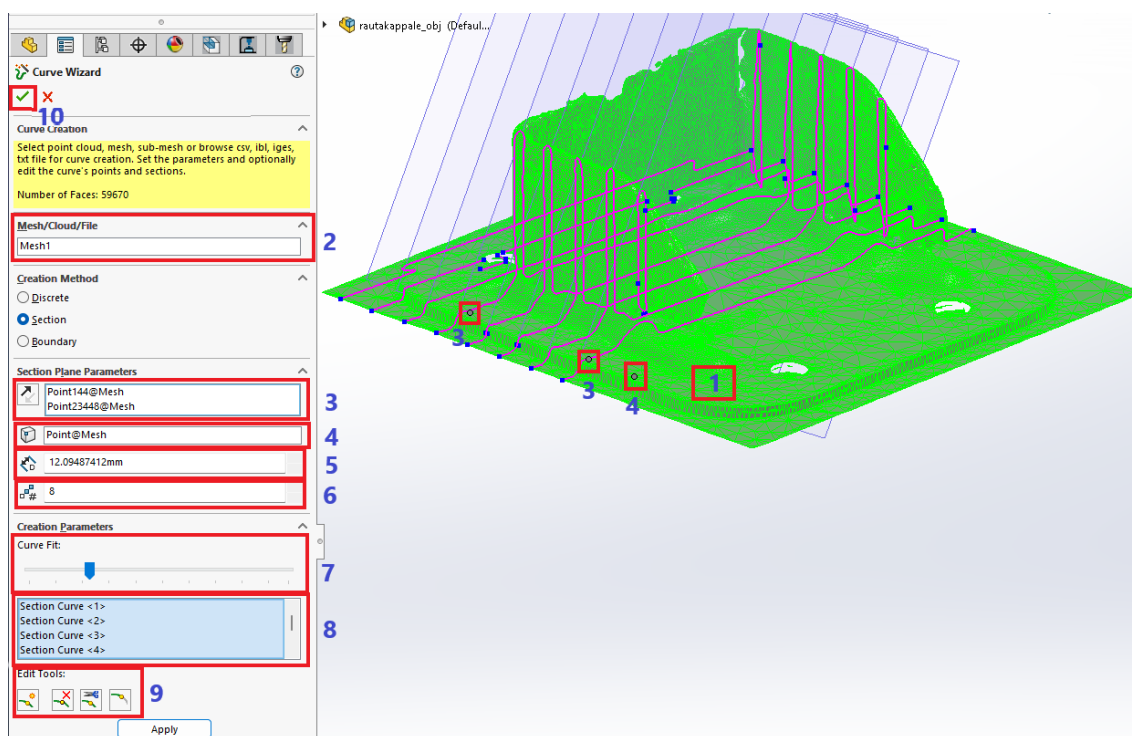 rautakappale_obj (Defaul...
Curve Wizard
10
Curve Creation
Select point cloud, mesh, sub-mesh or browse csv, ibl, iges,
txt file for curve creation. Set the parameters and optionally
edit the curve's points and sections.
Number of Faces: 59670
Mesh/Cloud/File
Mesh1
2
Creation Method
Discrete
Section
Boundary
Section Plane Parameters
Point144@Mesh
Point23448@Mesh
3
Point@Mesh
4
12.09487412mm
5
8
6
Creation Parameters
Curve Fit:
7
Section Curve <1>
Section Curve <2>
Section Curve <3>
Section Curve <4>
8
Edit Tools:
9
Apply
3
3
4
1